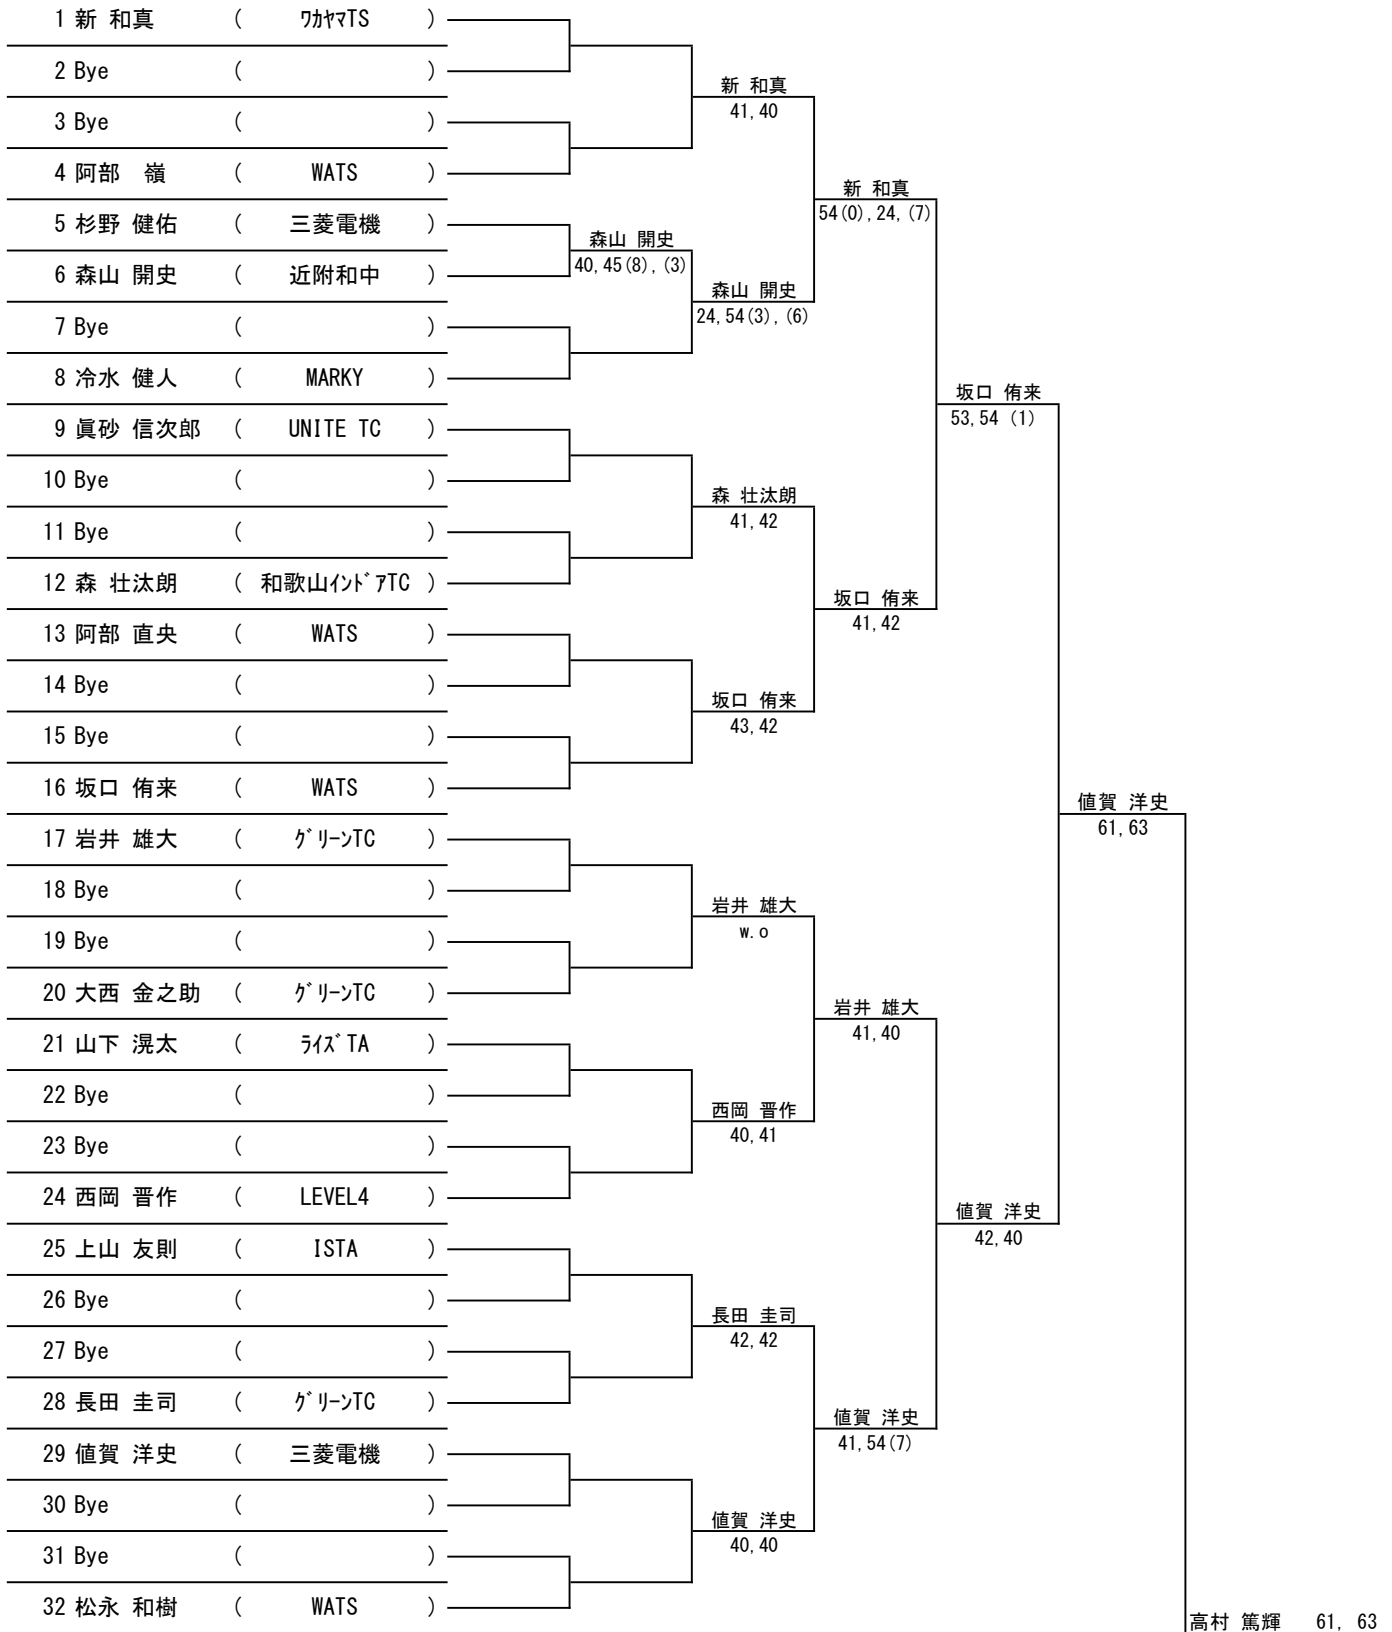 1 新 和真 ( ﾜｶﾔﾏTS )
2 Bye ( )
新 和真
41,40
3 Bye ( )
4 阿部 嶺 ( WATS )
新 和真
54(0),24,(7)
5 杉野 健佑 ( 三菱電機 )
森山 開史
40,45(8),(3)
6 森山 開史 ( 近附和中 )
森山 開史
24,54(3),(6)
7 Bye ( )
8 冷水 健人 ( MARKY )
坂口 侑来
53,54 (1)
9 眞砂 信次郎 ( UNITE TC )
10 Bye ( )
森 壮汰朗
41,42
11 Bye ( )
12 森 壮汰朗 ( 和歌山ｲﾝﾄﾞｱTC )
坂口 侑来
41,42
13 阿部 直央 ( WATS )
14 Bye ( )
坂口 侑来
43,42
15 Bye ( )
16 坂口 侑来 ( WATS )
値賀 洋史
61,63
17 岩井 雄大 ( ｸﾞﾘｰﾝTC )
18 Bye ( )
岩井 雄大
w.o
19 Bye ( )
20 大西 金之助 ( ｸﾞﾘｰﾝTC )
岩井 雄大
41,40
21 山下 滉太 ( ﾗｲｽﾞTA )
22 Bye ( )
西岡 晋作
40,41
23 Bye ( )
24 西岡 晋作 ( LEVEL4 )
値賀 洋史
42,40
25 上山 友則 ( ISTA )
26 Bye ( )
長田 圭司
42,42
27 Bye ( )
28 長田 圭司 ( ｸﾞﾘｰﾝTC )
値賀 洋史
41,54(7)
29 値賀 洋史 ( 三菱電機 )
30 Bye ( )
値賀 洋史
40,40
31 Bye ( )
32 松永 和樹 ( WATS )
高村 篤輝 61, 63